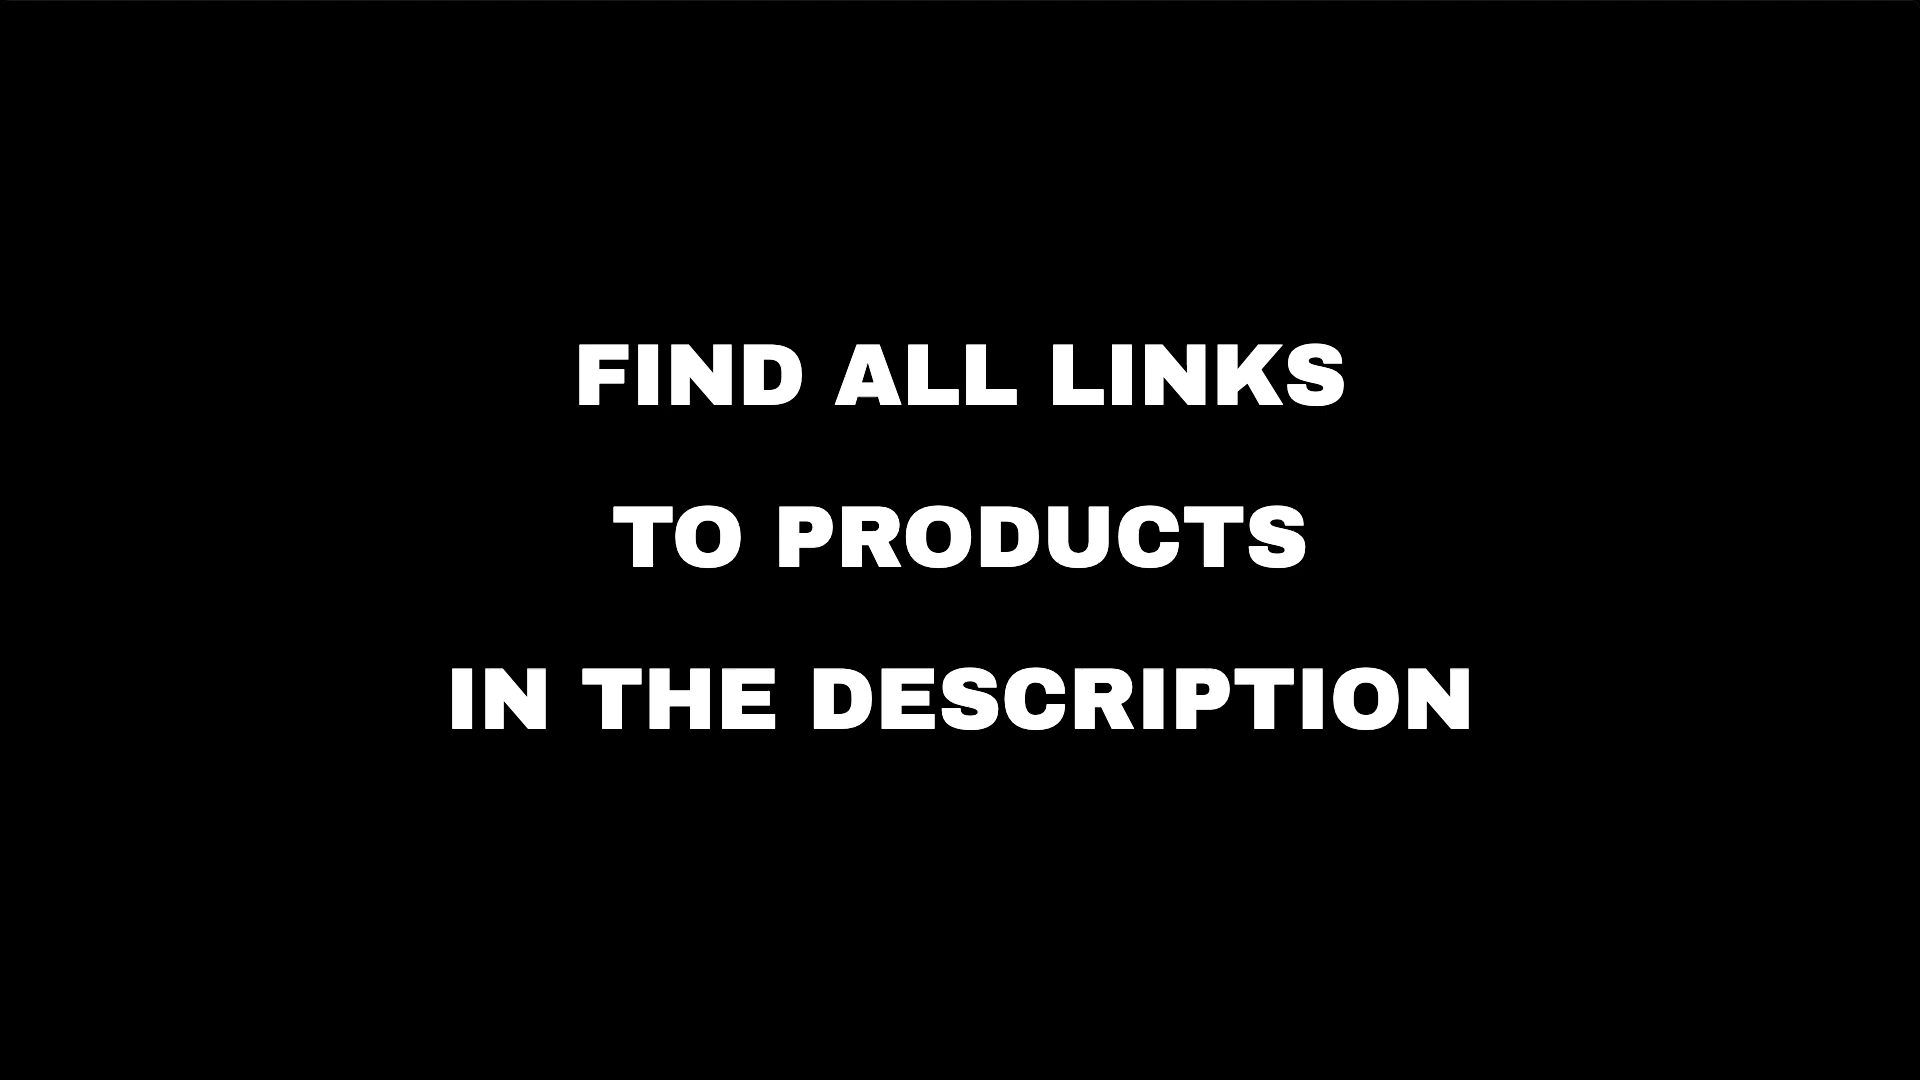 FIND ALL LINKS
TO PRODUCTS
IN THE DESCRIPTION